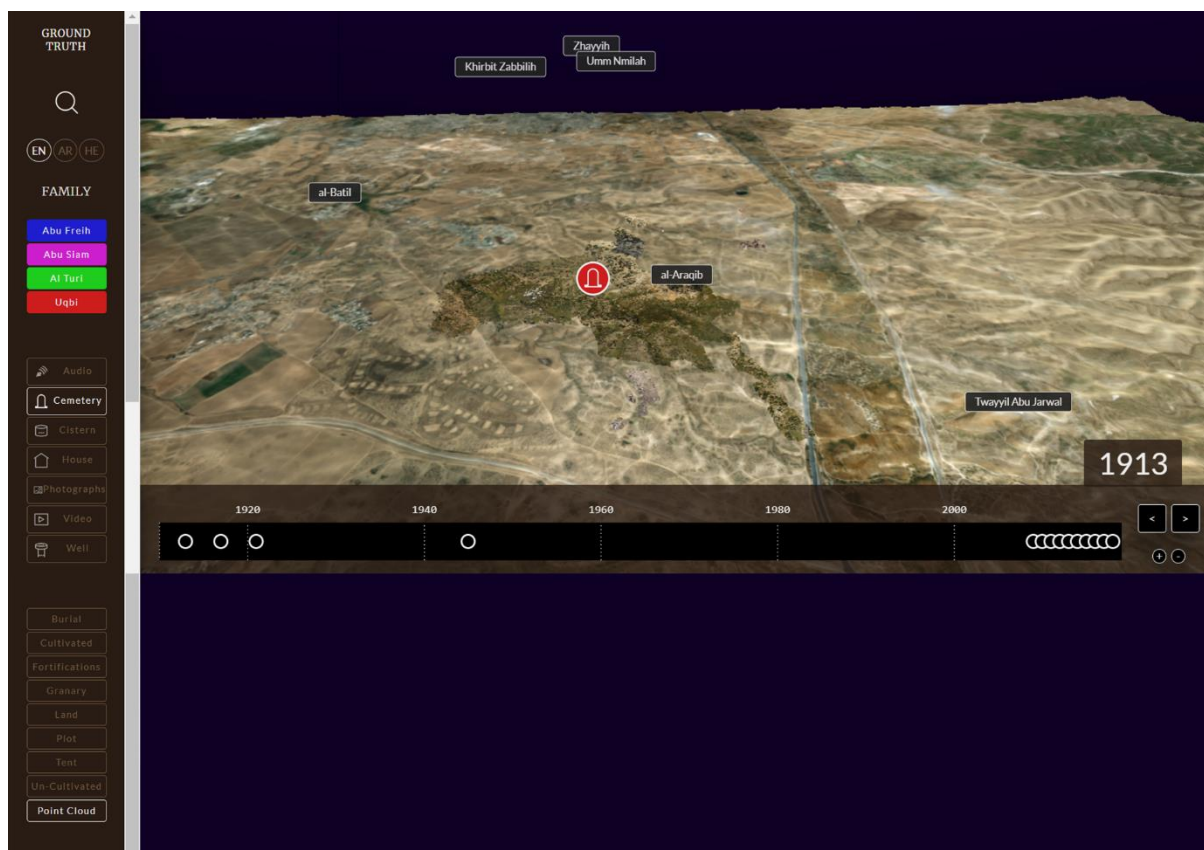 GROUND
TRUTH
EN AR HE
FAMILY
Abu Freih
Abu Siam
Al Turi
Uqbi
Audio
Cemetery
Cistern
House
Photographs
Video
Well
Burial
Cultivated
Fortifications
Granary
Land
Plot
Tent
Un-Cultivated
Point Cloud
Zhayyih
Khirbit Zabbilih
Umm Nmilah
al-Batil
al-Araqib
Twayyil Abu Jarwal
1913
1920 1940 1960 1980 2000
< >
+ -